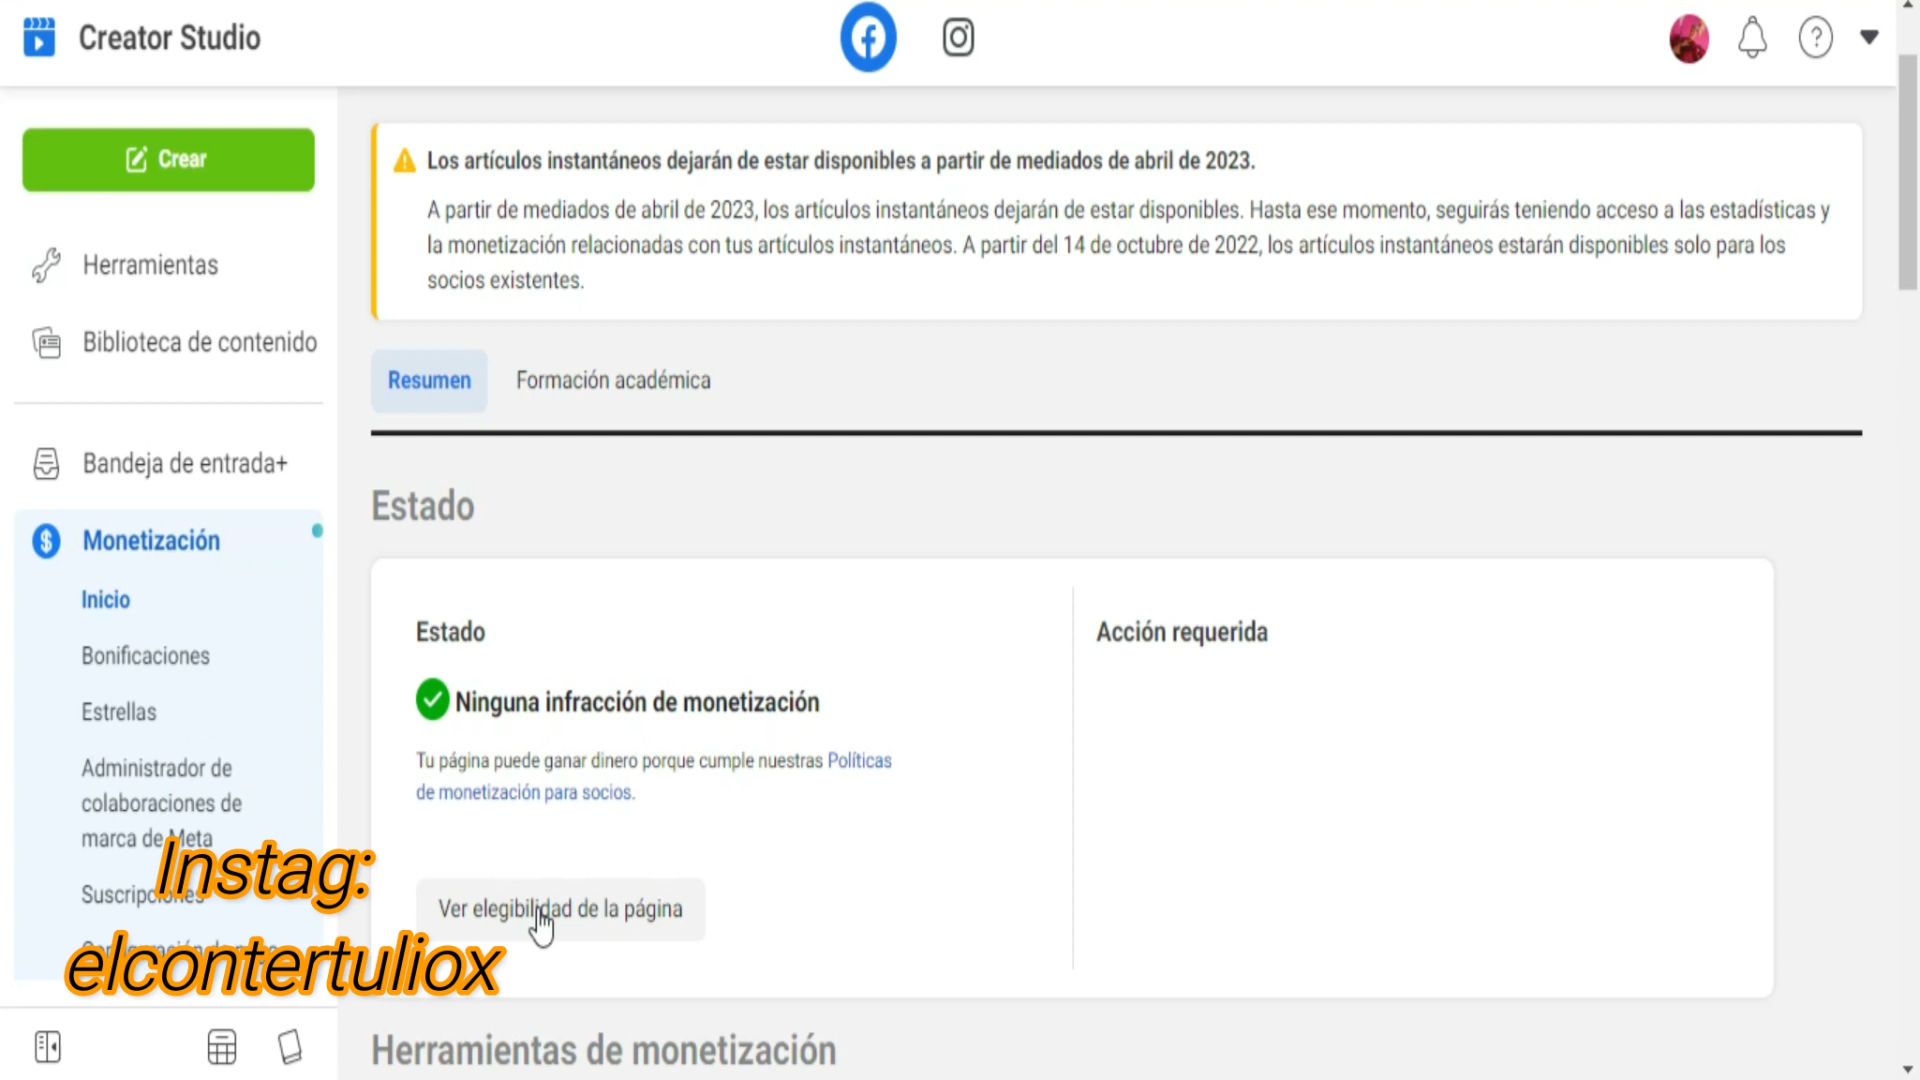 Creator Studio
Crear
Herramientas
Biblioteca de contenido
Bandeja de entrada+
Monetización
Inicio
Bonificaciones
Estrellas
Administrador de
colaboraciones de
marca de Meta
Suscripciones
Instag:
elcontertuliox
Los artículos instantáneos dejarán de estar disponibles a partir de mediados de abril de 2023.
A partir de mediados de abril de 2023, los artículos instantáneos dejarán de estar disponibles. Hasta ese momento, seguirás teniendo acceso a las estadísticas y
la monetización relacionadas con tus artículos instantáneos. A partir del 14 de octubre de 2022, los artículos instantáneos estarán disponibles solo para los
socios existentes.
Resumen
Formación académica
Estado
Estado
Ninguna infracción de monetización
Tu página puede ganar dinero porque cumple nuestras Políticas
de monetización para socios.
Ver elegibilidad de la página
Acción requerida
Herramientas de monetización